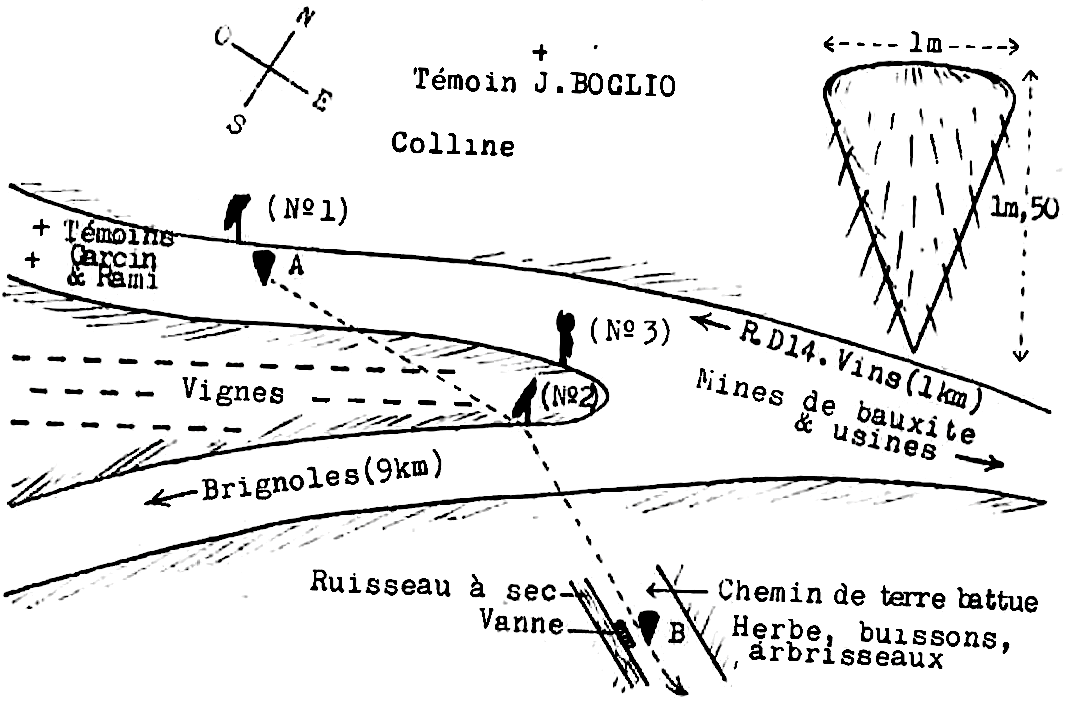 N
O
E
S
Témoin J.BOGLIO
Colline
1m
1m,50
(Nº1)
Témoins
Garcin
& Rami
A
(Nº3)
R.D14.Vins(1km)
Mines de bauxite
& usines
Vignes
(Nº2)
Brignoles(9km)
Ruisseau à sec
Vanne
B
Chemin de terre battue
Herbe, buissons,
arbrisseaux